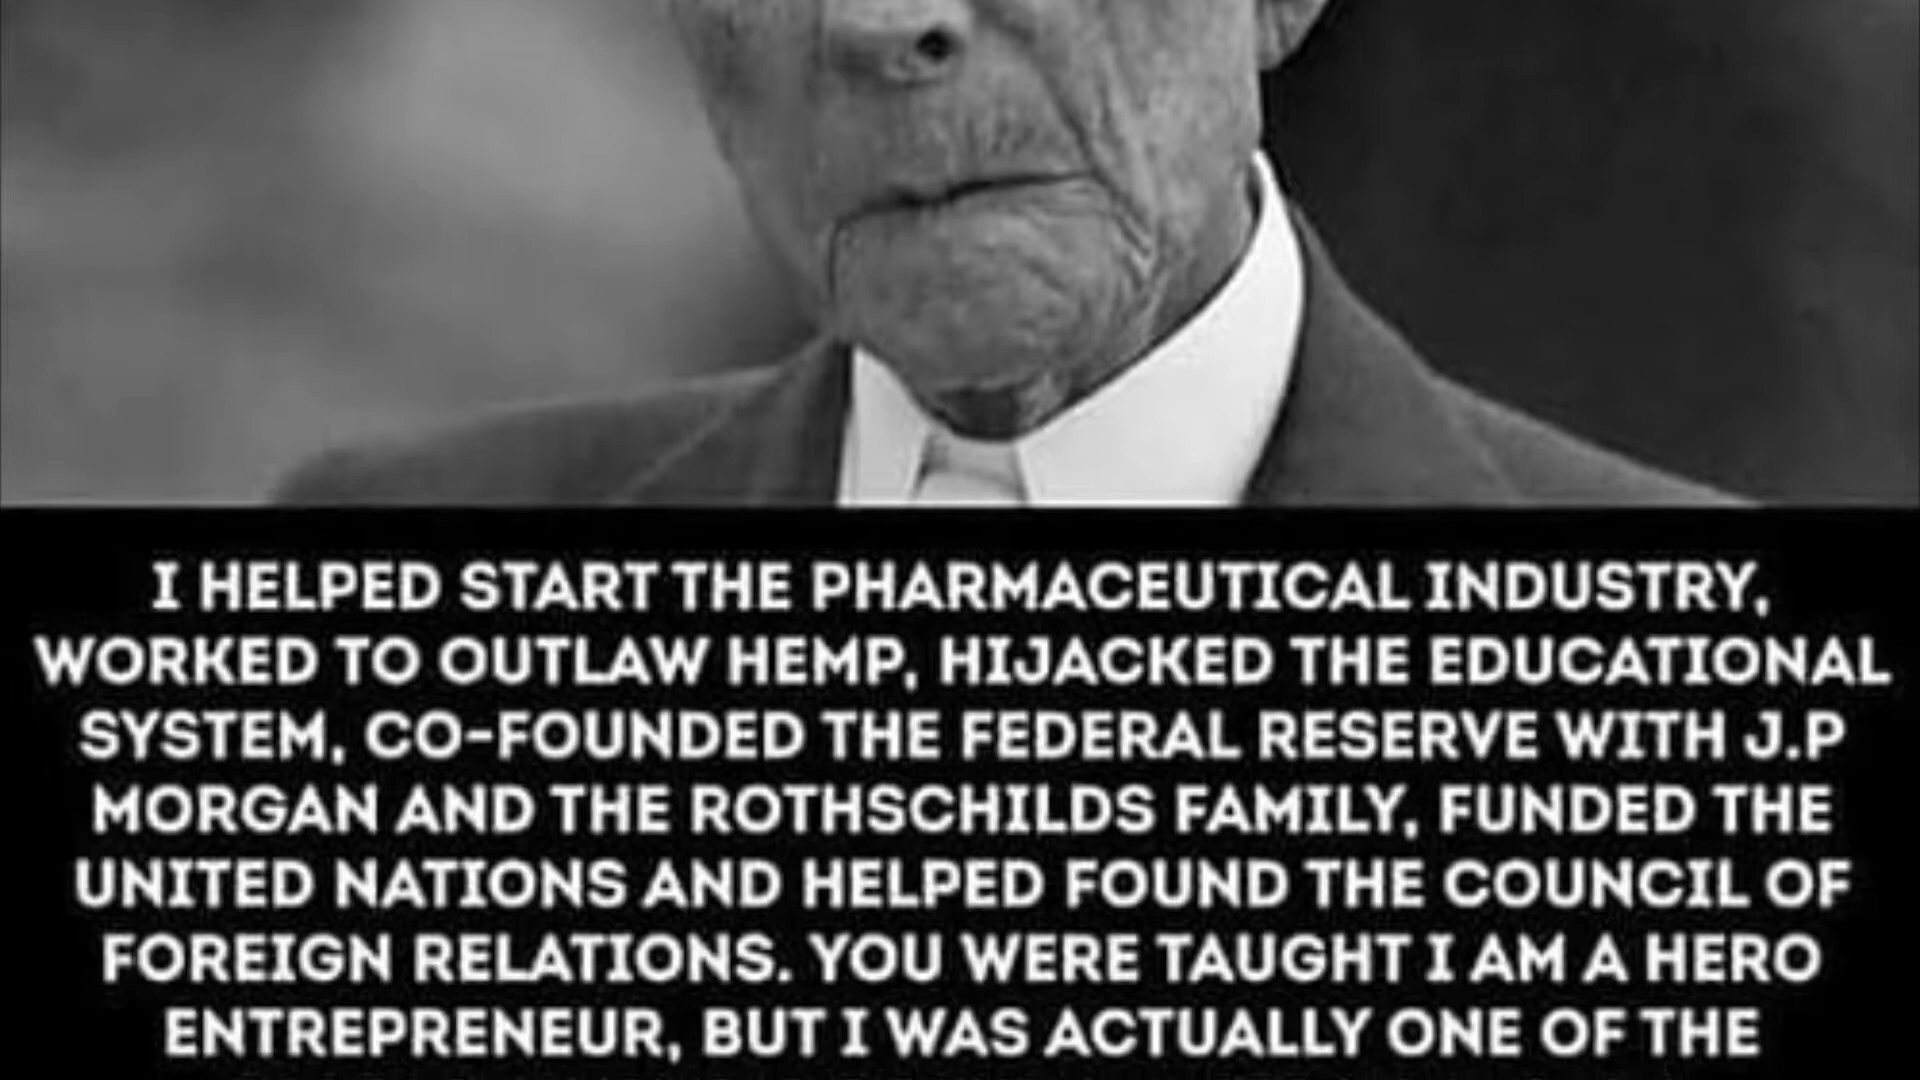 I HELPED START THE PHARMACEUTICAL INDUSTRY,
WORKED TO OUTLAW HEMP, HIJACKED THE EDUCATIONAL
SYSTEM, CO-FOUNDED THE FEDERAL RESERVE WITH J.P
MORGAN AND THE ROTHSCHILDS FAMILY, FUNDED THE
UNITED NATIONS AND HELPED FOUND THE COUNCIL OF
FOREIGN RELATIONS. YOU WERE TAUGHT I AM A HERO
ENTREPRENEUR, BUT I WAS ACTUALLY ONE OF THE